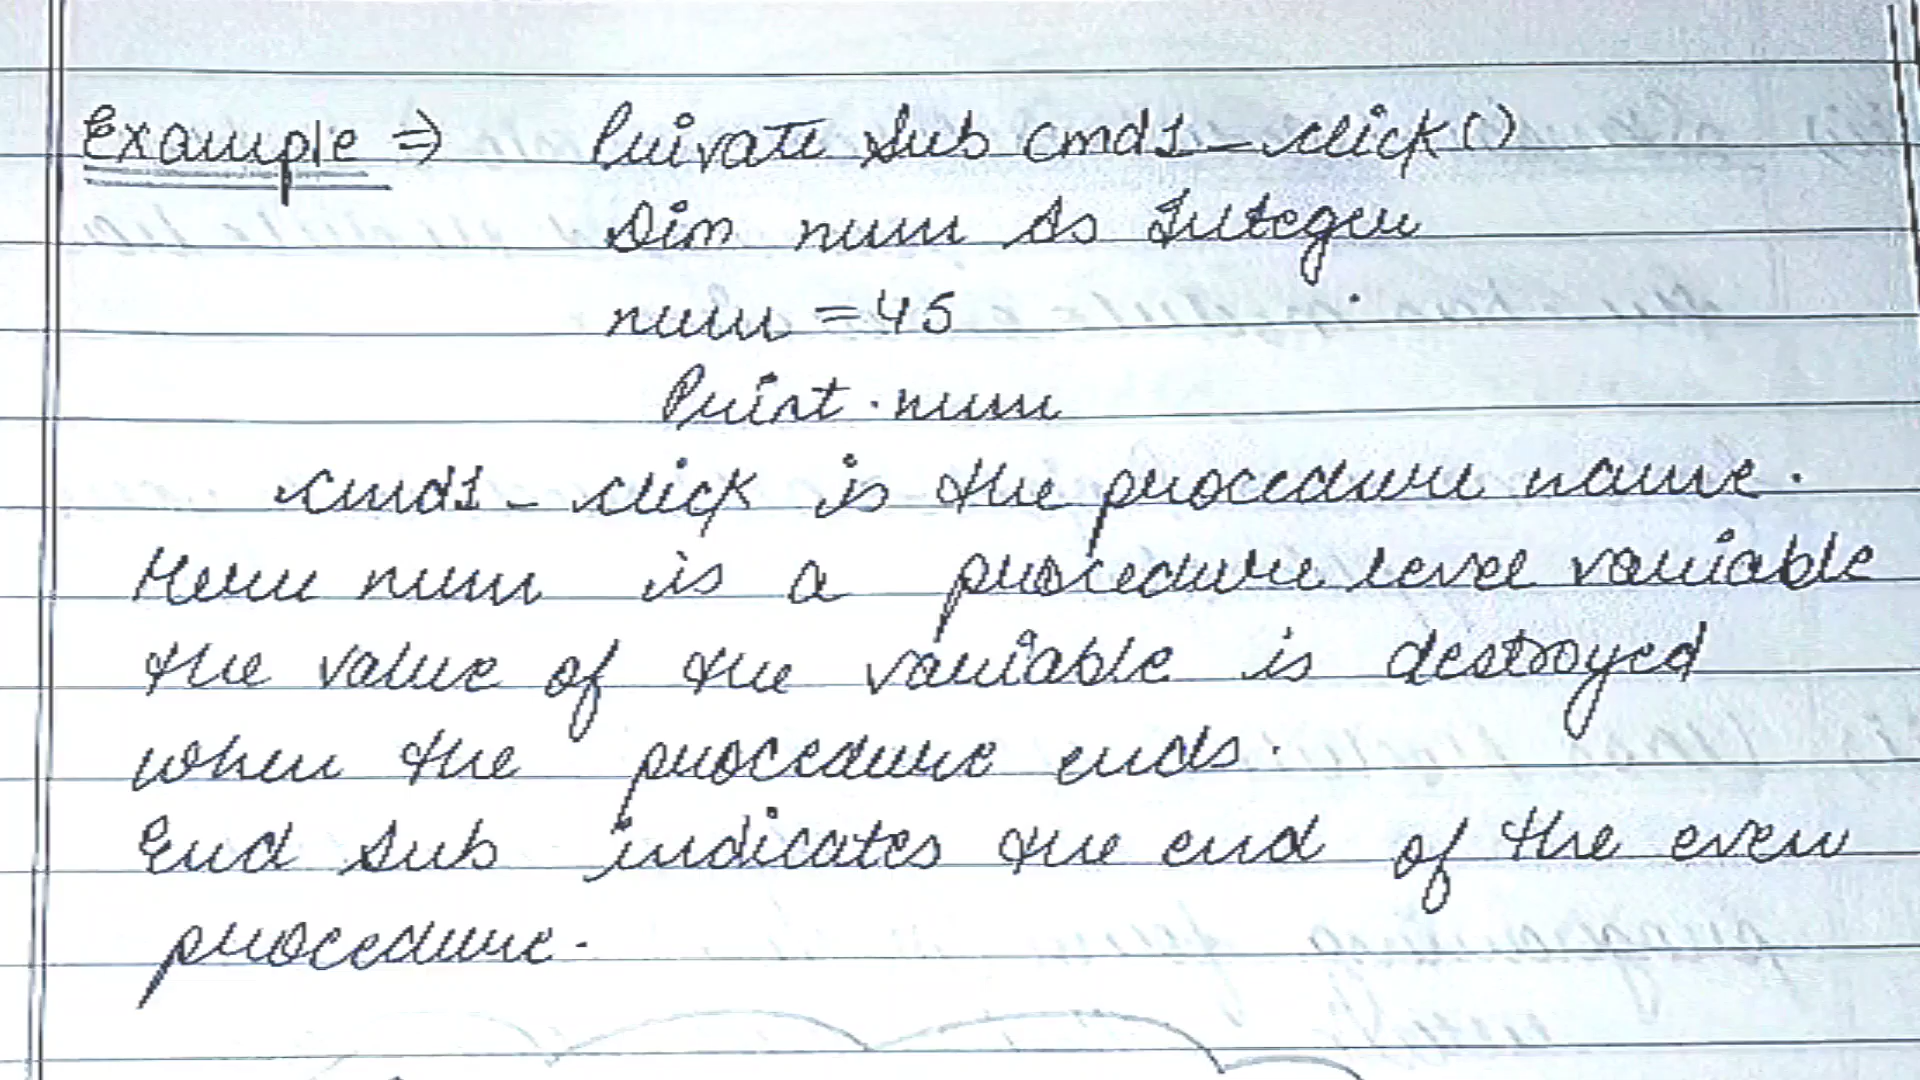 Example ⇒ Private Sub Cmd1_click()
Dim num As Integer
num = 45
Print.num
cmd1_click is the procedure name.
Here num is a procedure level variable
the value of the variable is destroyed
when the procedure ends.
End Sub indicates the end of the even
procedure.